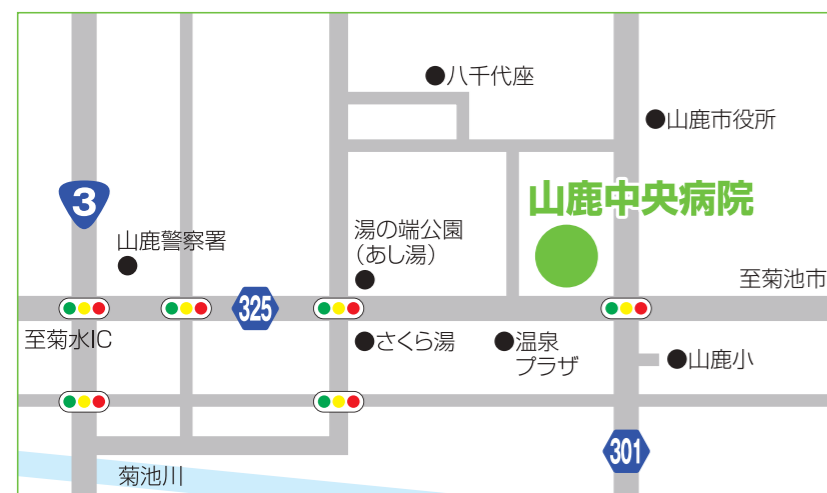 八千代座
山鹿市役所
3
山鹿中央病院
山鹿警察署
湯の端公園
（あし湯）
至菊池市
325
至菊水IC
さくら湯
温泉
プラザ
山鹿小
301
菊池川